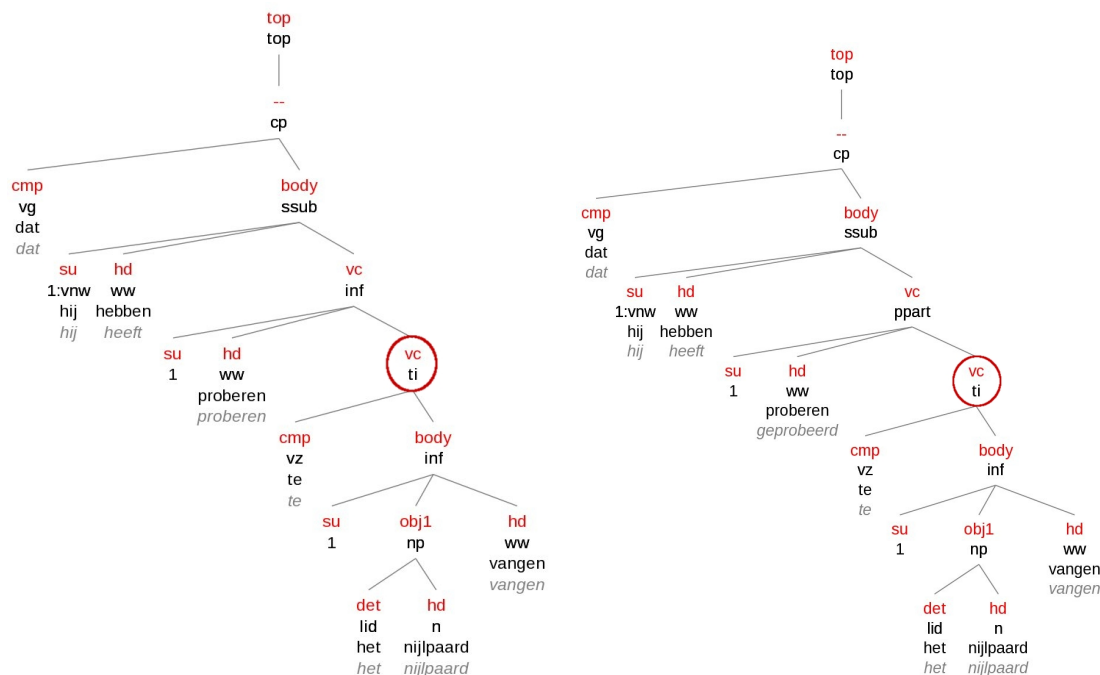 top
top
--
cp
cmp
vg
dat
dat
body
ssub
su
1:vnw
hij
hij
hd
ww
hebben
heeft
vc
inf
su
1
hd
ww
proberen
proberen
vc
ti
cmp
vz
te
te
body
inf
su
1
obj1
np
hd
ww
vangen
vangen
det
lid
het
het
hd
n
nijlpaard
nijlpaard
top
top
--
cp
cmp
vg
dat
dat
body
ssub
su
1:vnw
hij
hij
hd
ww
hebben
heeft
vc
ppart
su
1
hd
ww
proberen
geprobeerd
vc
ti
cmp
vz
te
te
body
inf
su
1
obj1
np
hd
ww
vangen
vangen
det
lid
het
het
hd
n
nijlpaard
nijlpaard